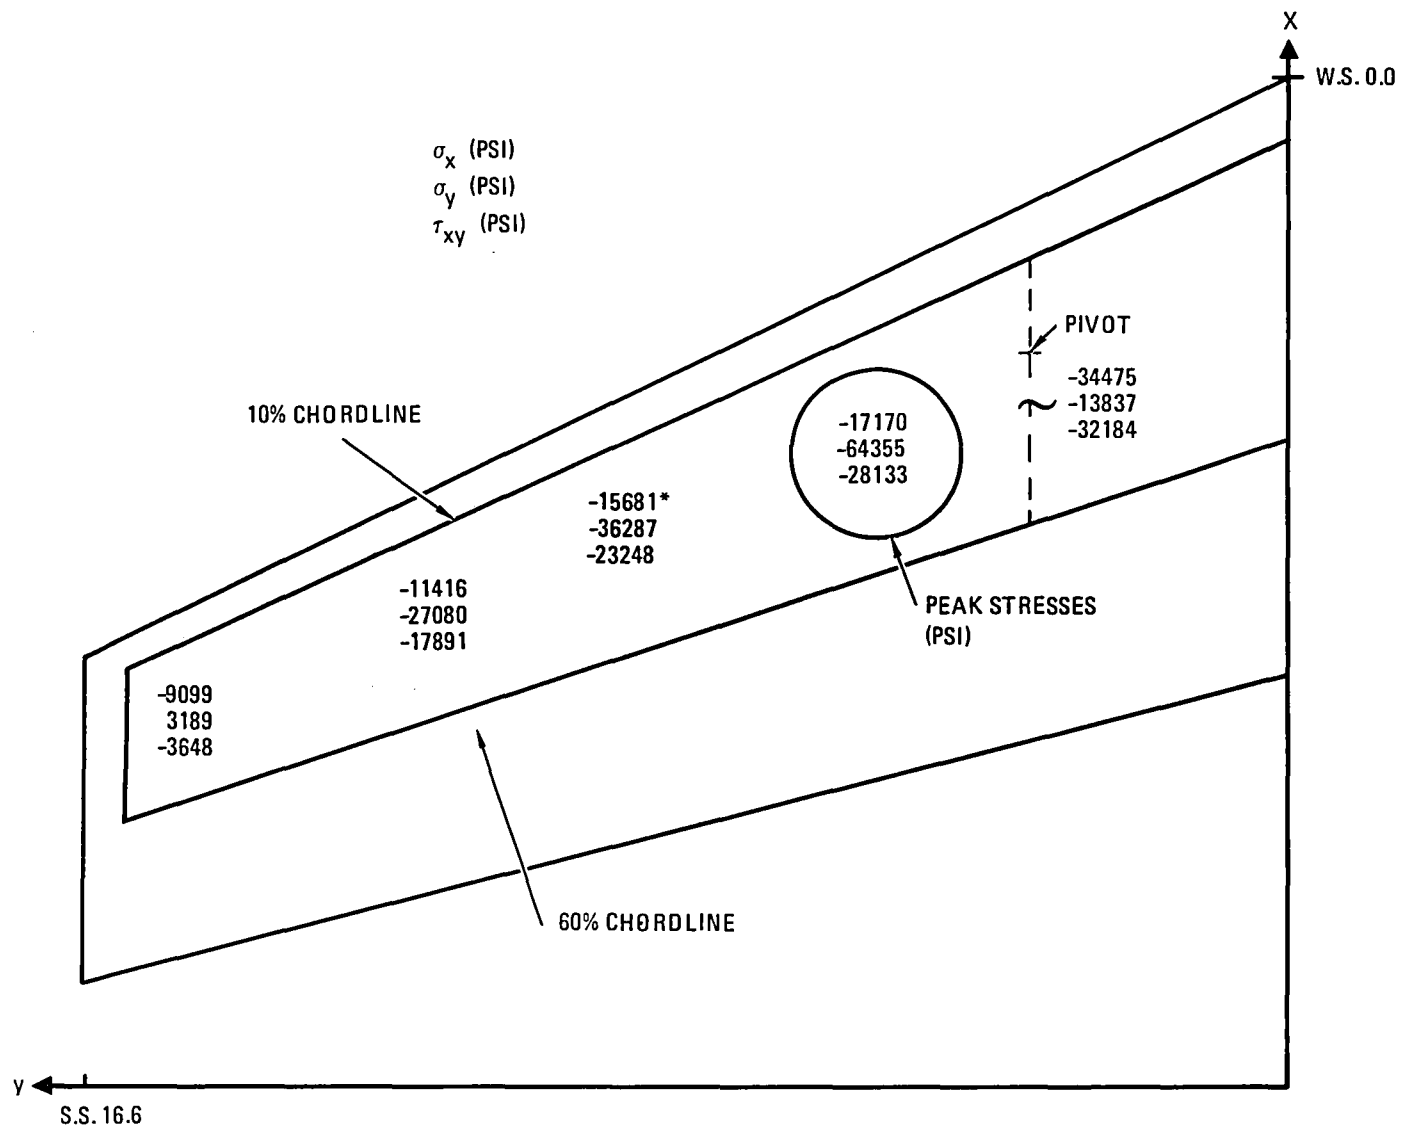 X
W.S. 0.0
σx (PSI)
σy (PSI)
τxy (PSI)
PIVOT
-34475
-13837
-32184
10% CHORDLINE
-17170
-64355
-28133
-15681*
-36287
-23248
-11416
-27080
-17891
PEAK STRESSES
(PSI)
-9099
3189
-3648
60% CHORDLINE
y
S.S. 16.6